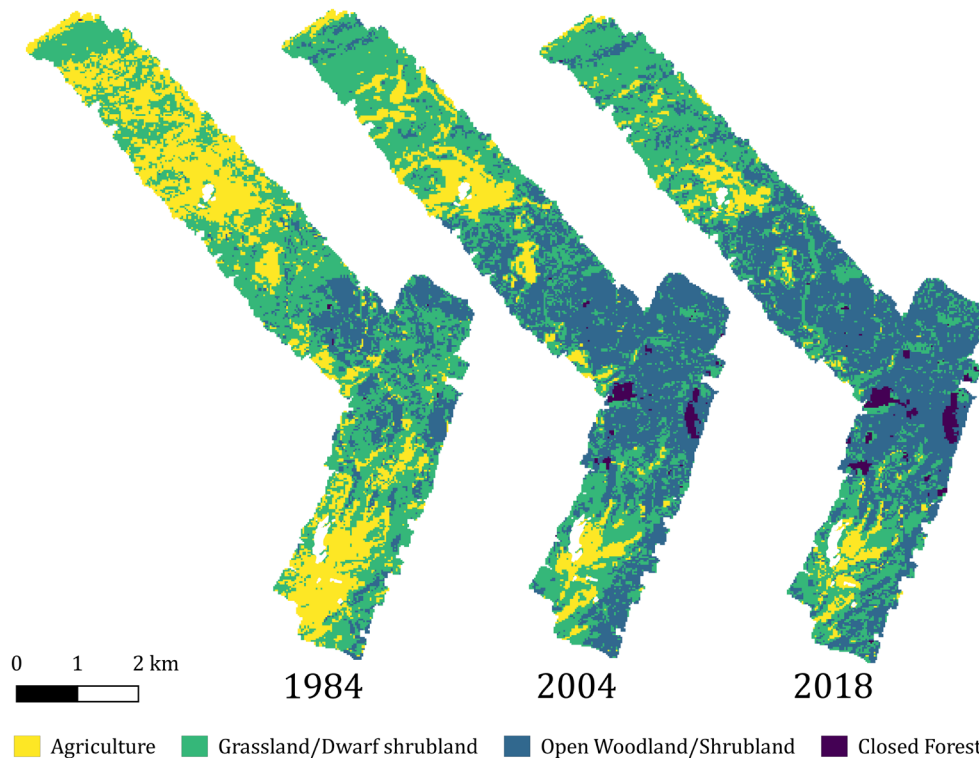 0 1 2 km
1984 2004 2018
Agriculture Grassland/Dwarf shrubland Open Woodland/Shrubland Closed Forest